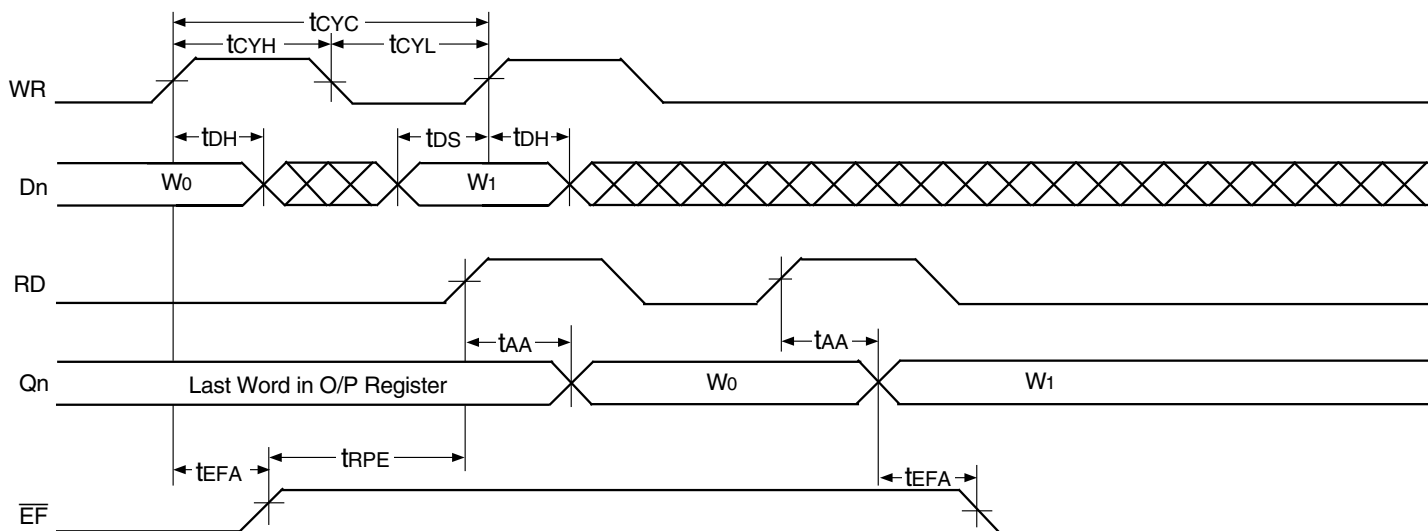 tCYC
tCYH tCYL
WR
tDH tDS tDH
Dn W0 W1
RD
tAA tAA
Qn Last Word in O/P Register W0 W1
tEFA tRPE tEFA
E̅F̅